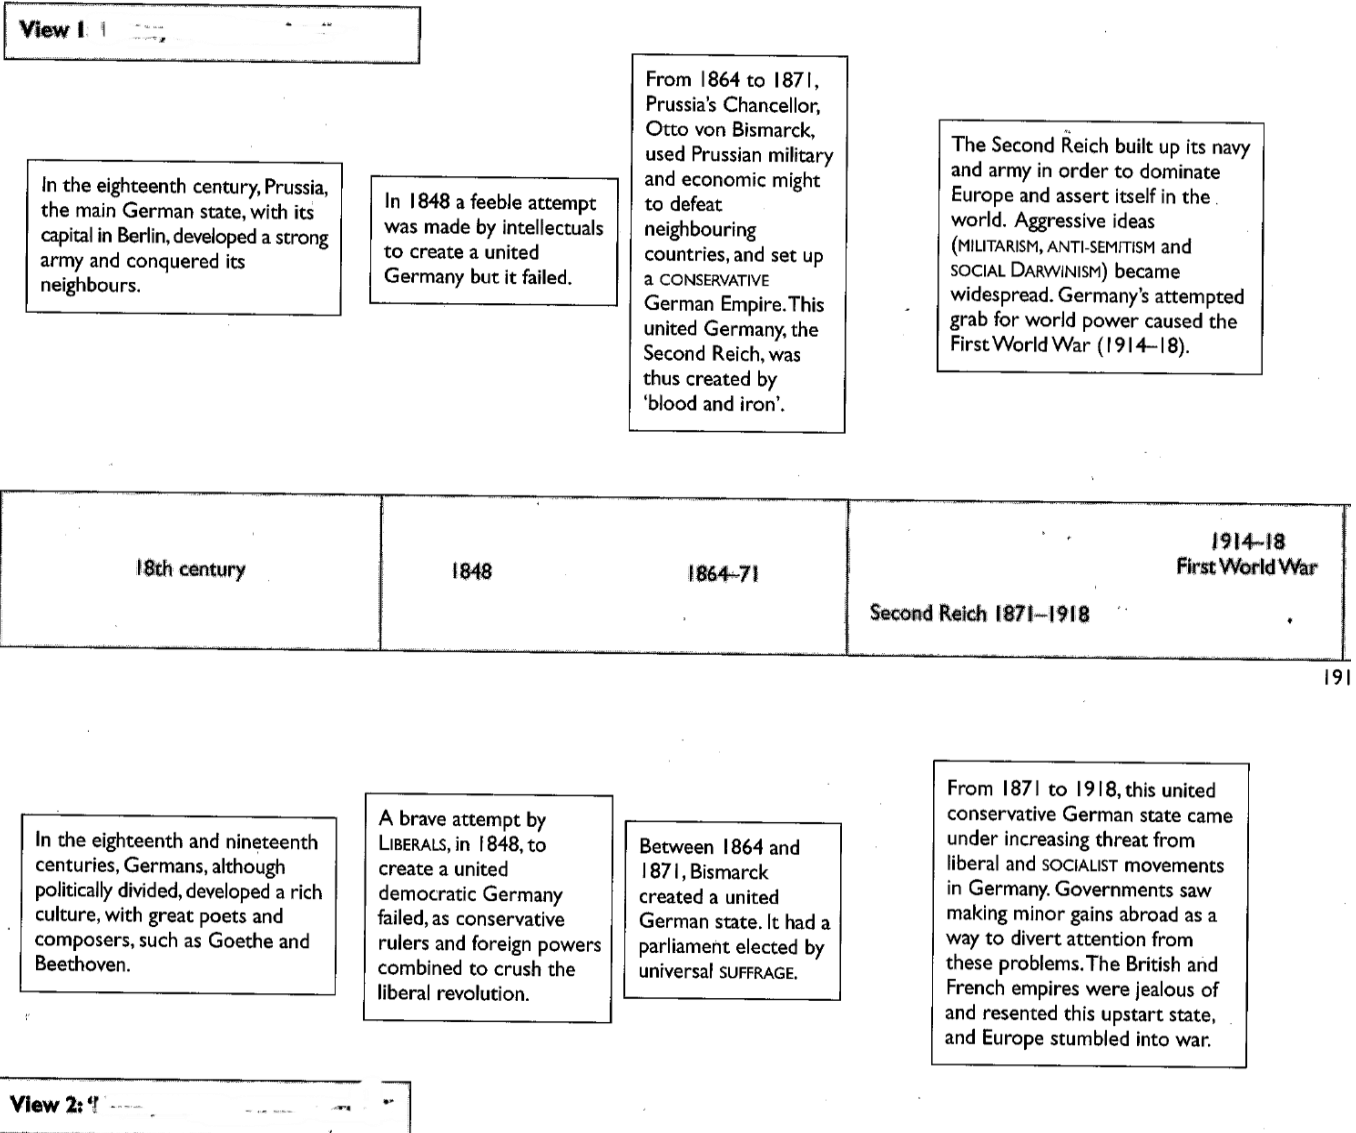 View 1:
In the eighteenth century, Prussia,
the main German state, with its
capital in Berlin, developed a strong
army and conquered its
neighbours.
In 1848 a feeble attempt
was made by intellectuals
to create a united
Germany but it failed.
From 1864 to 1871,
Prussia's Chancellor,
Otto von Bismarck,
used Prussian military
and economic might
to defeat
neighbouring
countries, and set up
a CONSERVATIVE
German Empire. This
united Germany, the
Second Reich, was
thus created by
'blood and iron'.
The Second Reich built up its navy
and army in order to dominate
Europe and assert itself in the
world. Aggressive ideas
(MILITARISM, ANTI-SEMITISM and
SOCIAL DARWINISM) became
widespread. Germany's attempted
grab for world power caused the
First World War (1914–18).
18th century
1848
1864–71
1914–18
First World War
Second Reich 1871–1918
191
In the eighteenth and nineteenth
centuries, Germans, although
politically divided, developed a rich
culture, with great poets and
composers, such as Goethe and
Beethoven.
A brave attempt by
LIBERALS, in 1848, to
create a united
democratic Germany
failed, as conservative
rulers and foreign powers
combined to crush the
liberal revolution.
Between 1864 and
1871, Bismarck
created a united
German state. It had a
parliament elected by
universal SUFFRAGE.
From 1871 to 1918, this united
conservative German state came
under increasing threat from
liberal and SOCIALIST movements
in Germany. Governments saw
making minor gains abroad as a
way to divert attention from
these problems. The British and
French empires were jealous of
and resented this upstart state,
and Europe stumbled into war.
View 2: